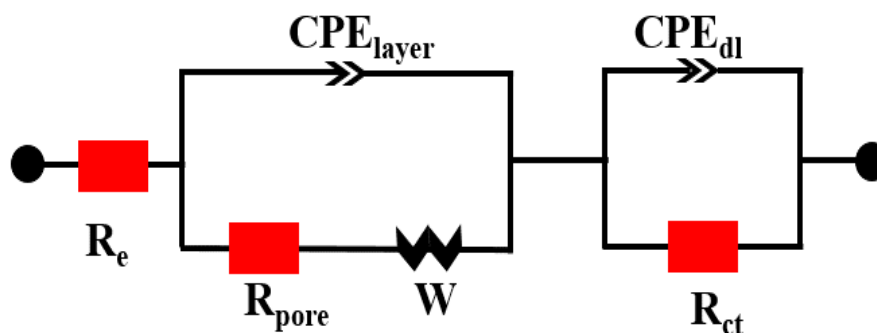 CPElayer
CPEdl
Re
Rpore
W
Rct